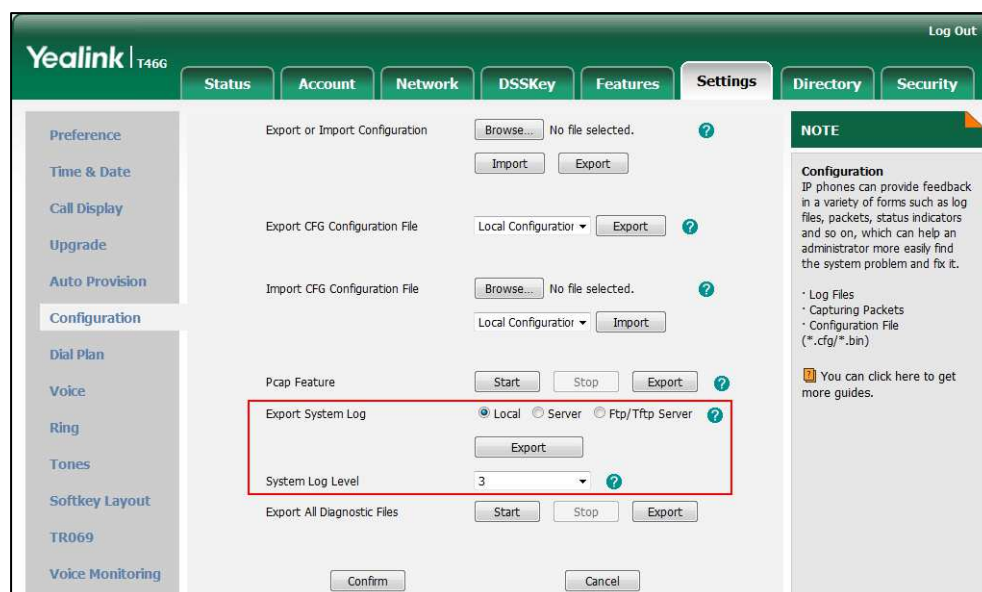 Log Out
Yealink T46G
Status Account Network DSSKey Features Settings Directory Security
Preference
Time & Date
Call Display
Upgrade
Auto Provision
Configuration
Dial Plan
Voice
Ring
Tones
Softkey Layout
TR069
Voice Monitoring
Export or Import Configuration Browse... No file selected. ?
Import Export
Export CFG Configuration File Local Configuration Export ?
Import CFG Configuration File Browse... No file selected. ?
Local Configuration Import
Pcap Feature Start Stop Export ?
Export System Log Local Server Ftp/Tftp Server ?
Export
System Log Level 3 ?
Export All Diagnostic Files Start Stop Export
Confirm Cancel
NOTE
Configuration
IP phones can provide feedback
in a variety of forms such as log
files, packets, status indicators
and so on, which can help an
administrator more easily find
the system problem and fix it.
· Log Files
· Capturing Packets
· Configuration File
(*.cfg/*.bin)
? You can click here to get
more guides.